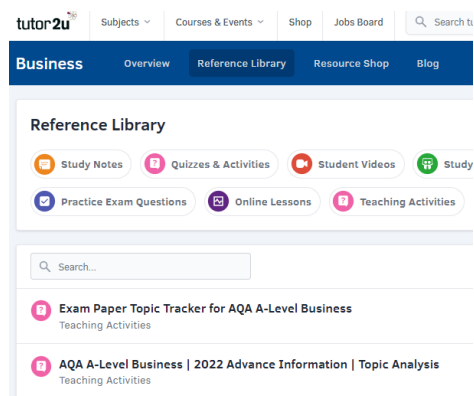 tutor2u Subjects Courses & Events Shop Jobs Board Search tu
Business Overview Reference Library Resource Shop Blog
Reference Library
Study Notes Quizzes & Activities Student Videos Study
Practice Exam Questions Online Lessons Teaching Activities
Search...
Exam Paper Topic Tracker for AQA A-Level Business
Teaching Activities
AQA A-Level Business | 2022 Advance Information | Topic Analysis
Teaching Activities